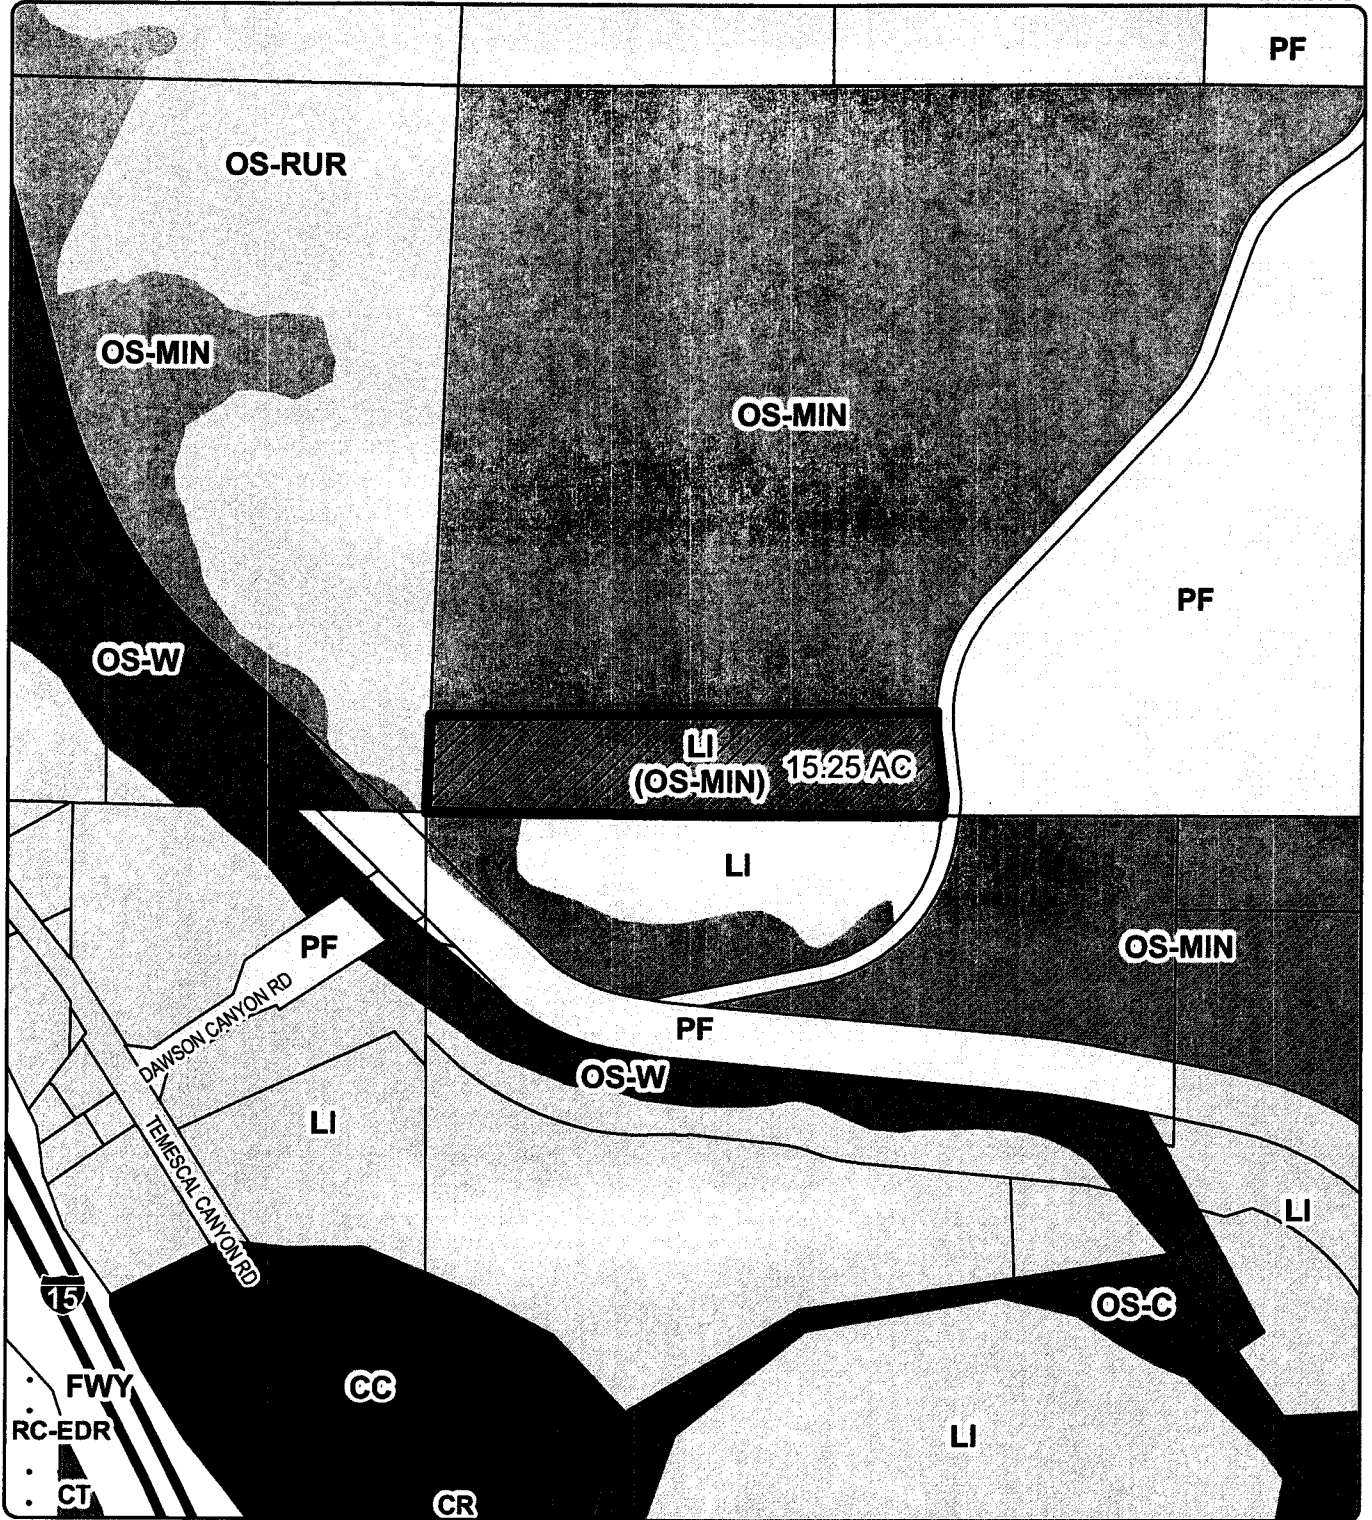 PF
OS-RUR
OS-MIN
OS-MIN
PF
OS-W
LI
(OS-MIN) 15.25 AC
LI
PF
OS-MIN
DAWSON CANYON RD
PF
OS-W
LI
TEMESCAL CANYON RD
LI
15
OS-C
FWY
CC
RC-EDR
LI
CT
CR